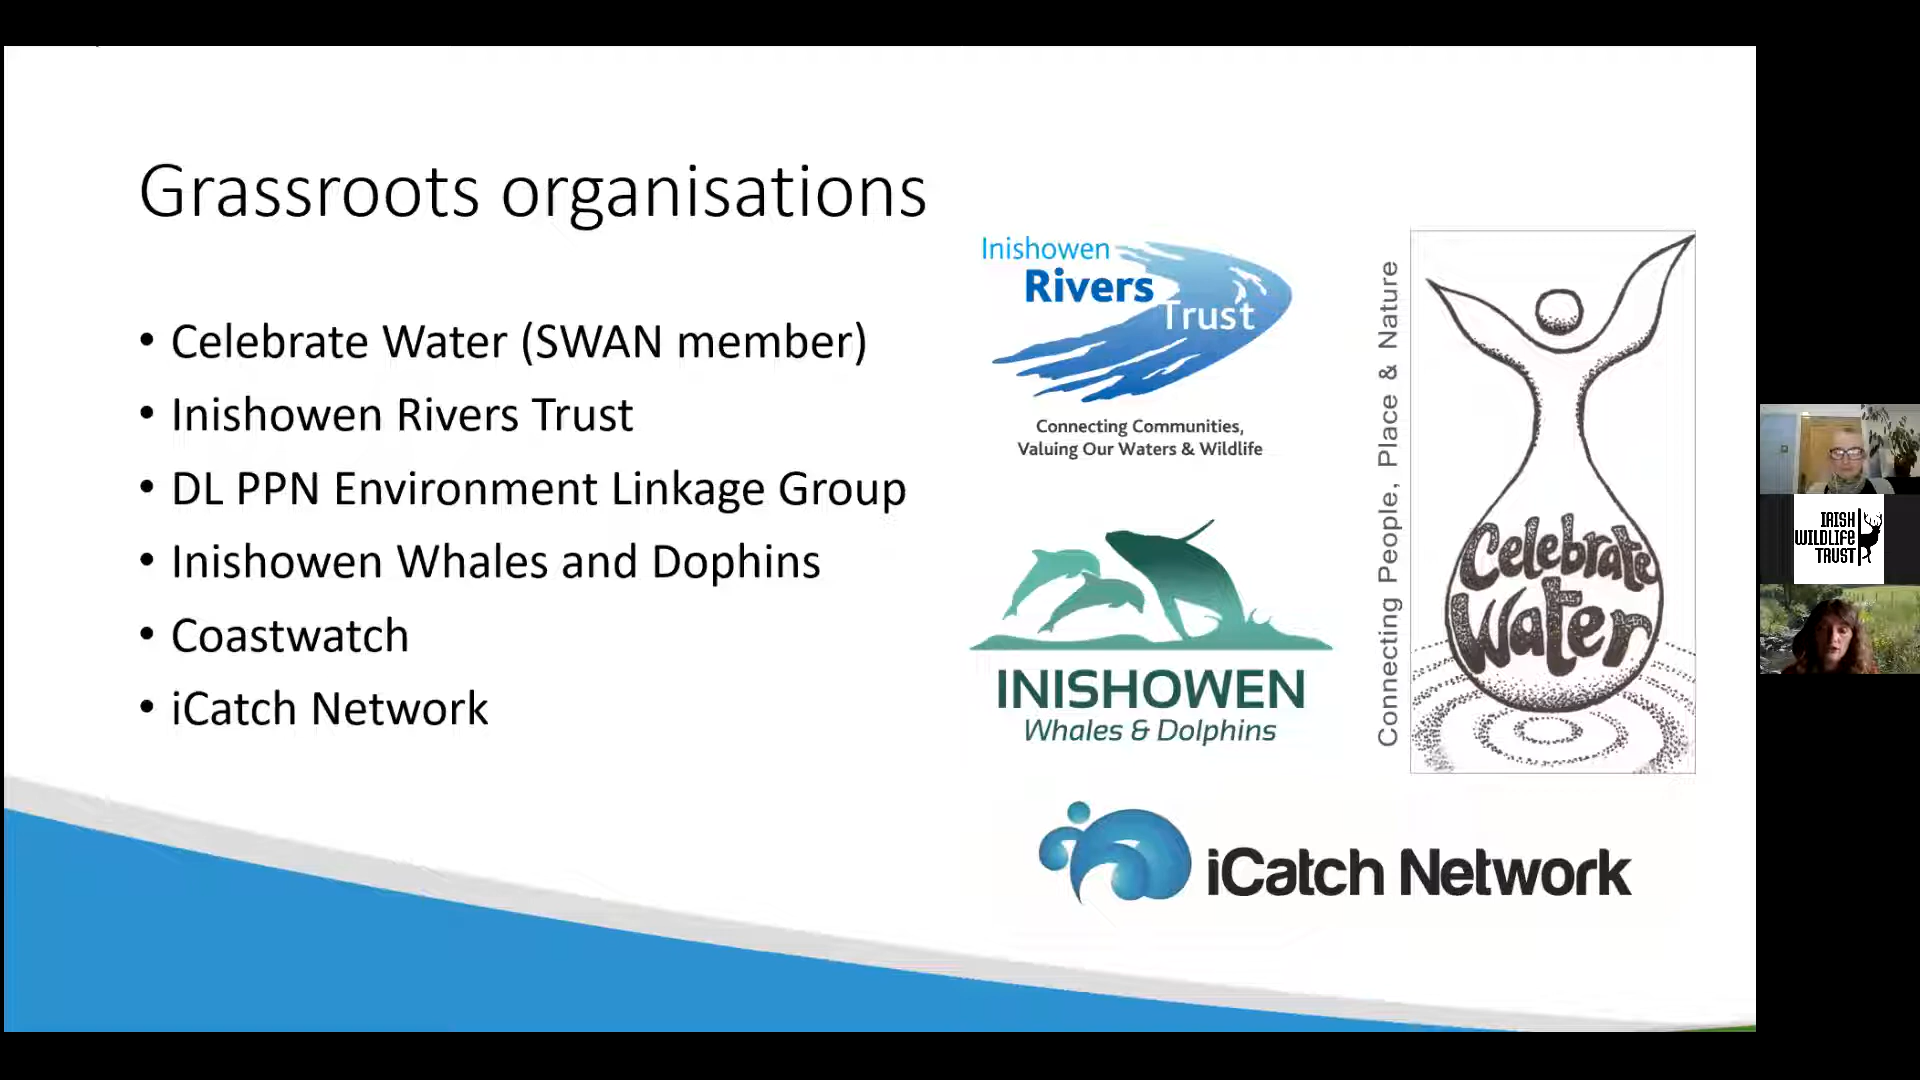 Grassroots organisations
• Celebrate Water (SWAN member)
• Inishowen Rivers Trust
• DL PPN Environment Linkage Group
• Inishowen Whales and Dophins
• Coastwatch
• iCatch Network
Inishowen
Rivers
Trust
Connecting Communities,
Valuing Our Waters & Wildlife
INISHOWEN
Whales & Dolphins
Connecting People, Place & Nature
Celebrate
Water
iCatch Network
IRISH
WILDLIFE
TRUST